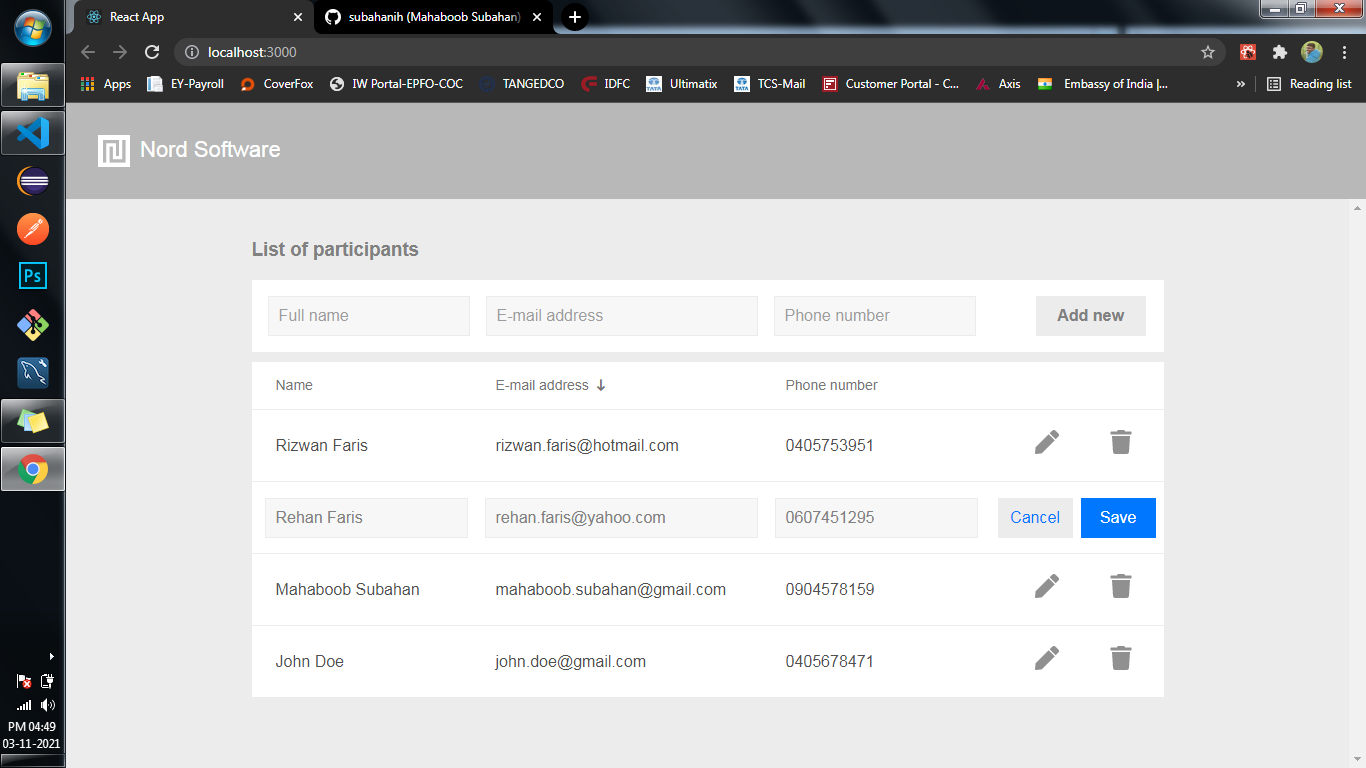 React App
subahanih (Mahaboob Subahan)
localhost:3000
Apps EY-Payroll CoverFox IW Portal-EPFO-COC TANGEDCO IDFC Ultimatix TCS-Mail Customer Portal - C... Axis Embassy of India |... » Reading list
Nord Software
List of participants
Full name E-mail address Phone number Add new
Name E-mail address Phone number
Rizwan Faris rizwan.faris@hotmail.com 0405753951
Rehan Faris rehan.faris@yahoo.com 0607451295 Cancel Save
Mahaboob Subahan mahaboob.subahan@gmail.com 0904578159
John Doe john.doe@gmail.com 0405678471
Ps
PM 04:49
03-11-2021